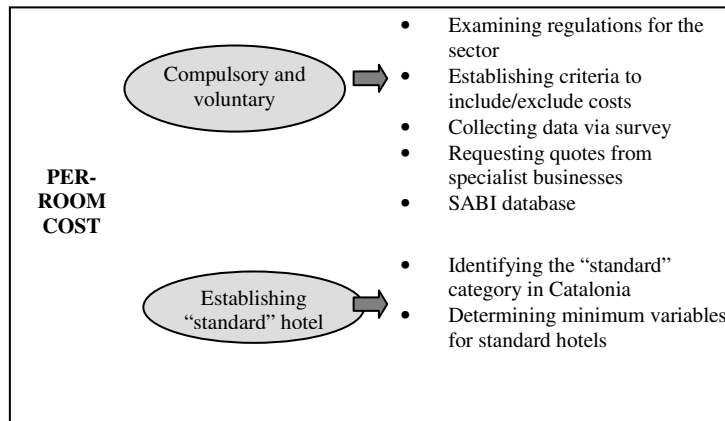 PER-
ROOM
COST
Compulsory and
voluntary
• Examining regulations for the
sector
• Establishing criteria to
include/exclude costs
• Collecting data via survey
• Requesting quotes from
specialist businesses
• SABI database
Establishing
“standard” hotel
• Identifying the “standard”
category in Catalonia
• Determining minimum variables
for standard hotels